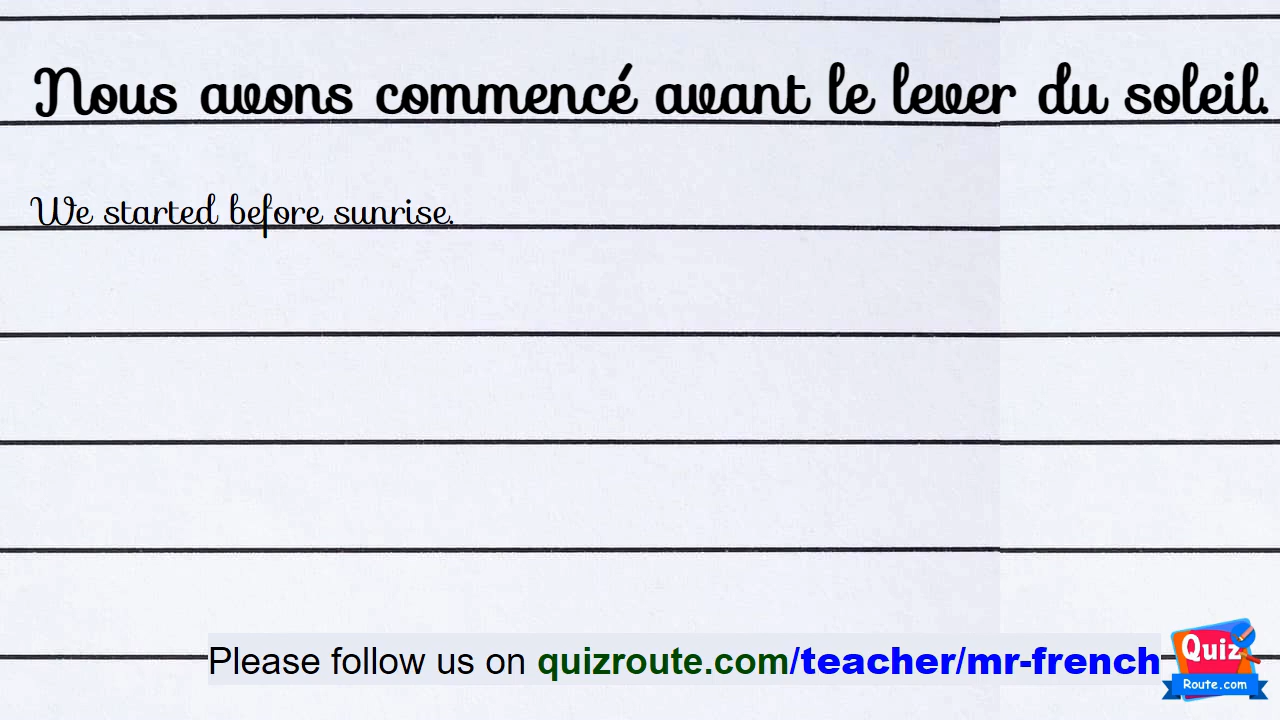 Nous avons commencé avant le lever du soleil.
We started before sunrise.
Please follow us on quizroute.com/teacher/mr-french
Quiz
Route.com